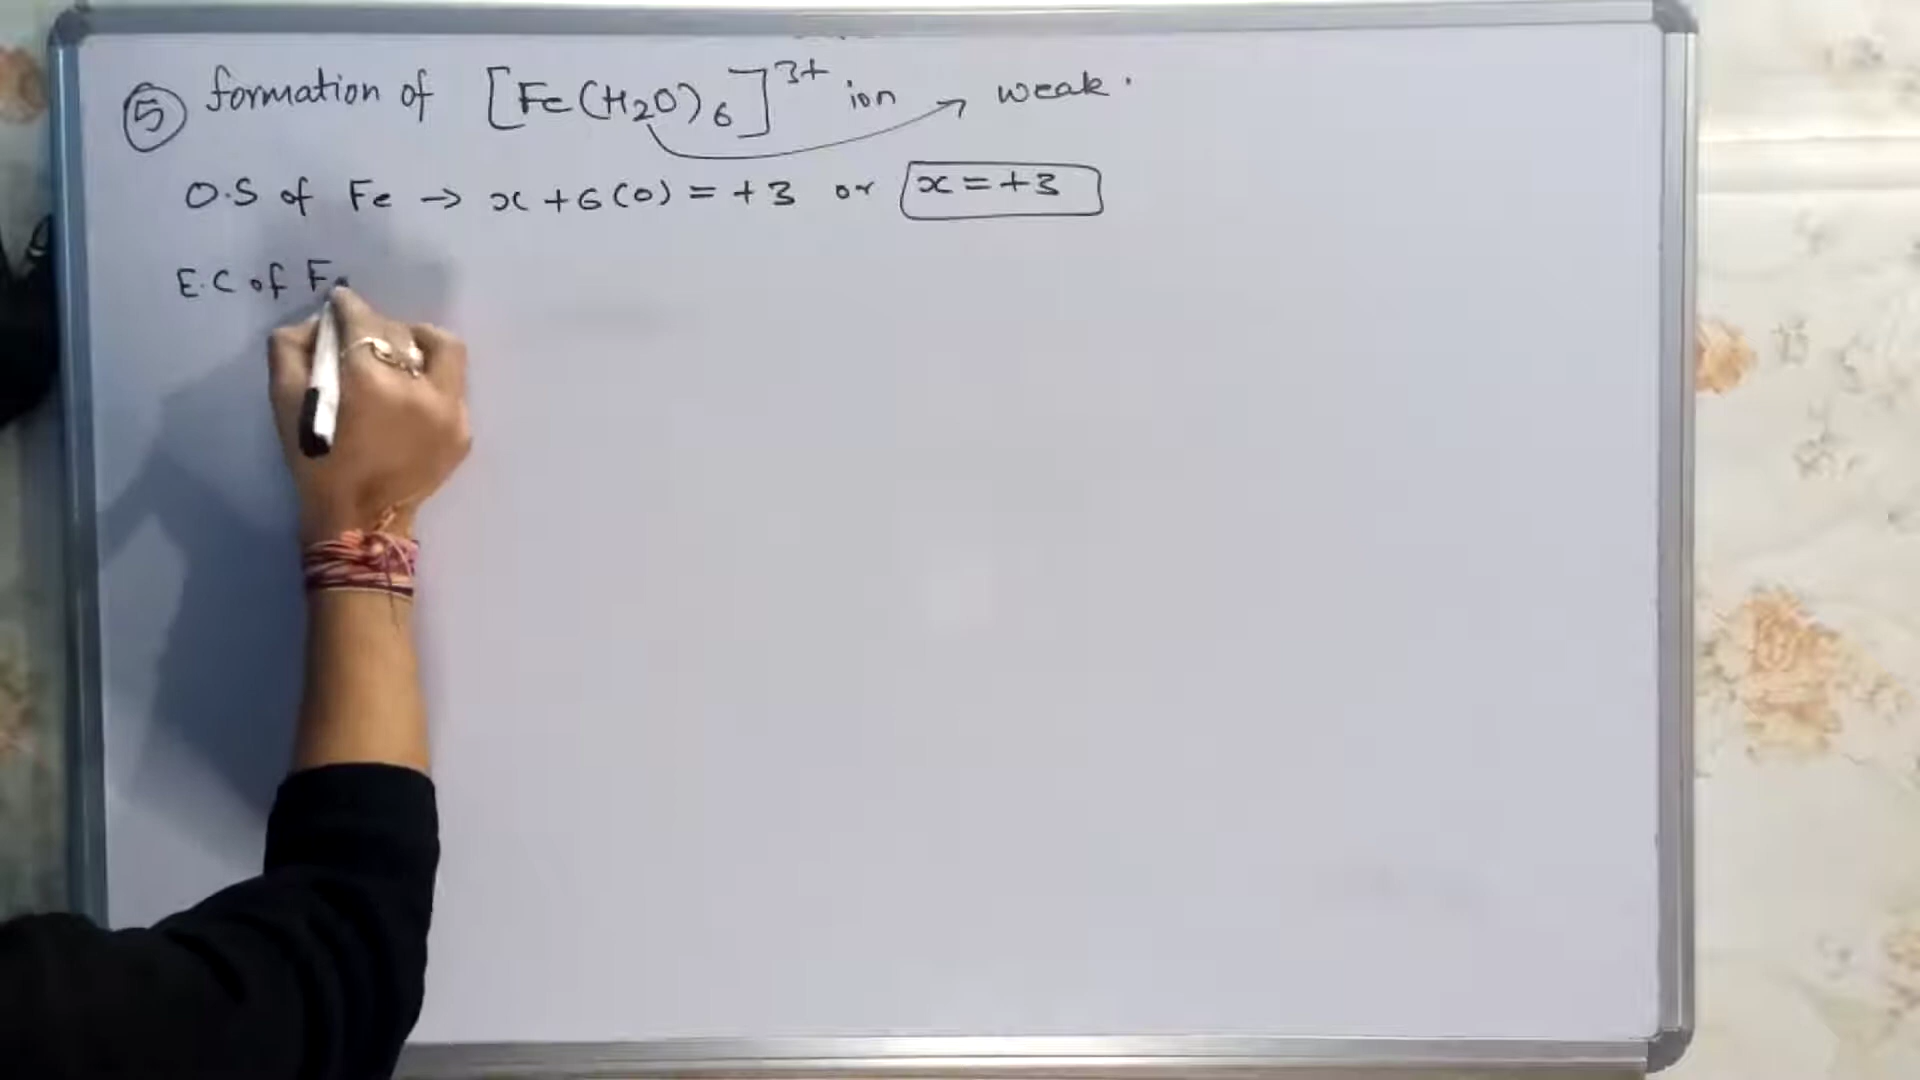 ⑤ formation of [Fe(H₂O)₆]³⁺ ion → weak.
O.S of Fe → x + 6(0) = +3 or x = +3
E.C of Fe